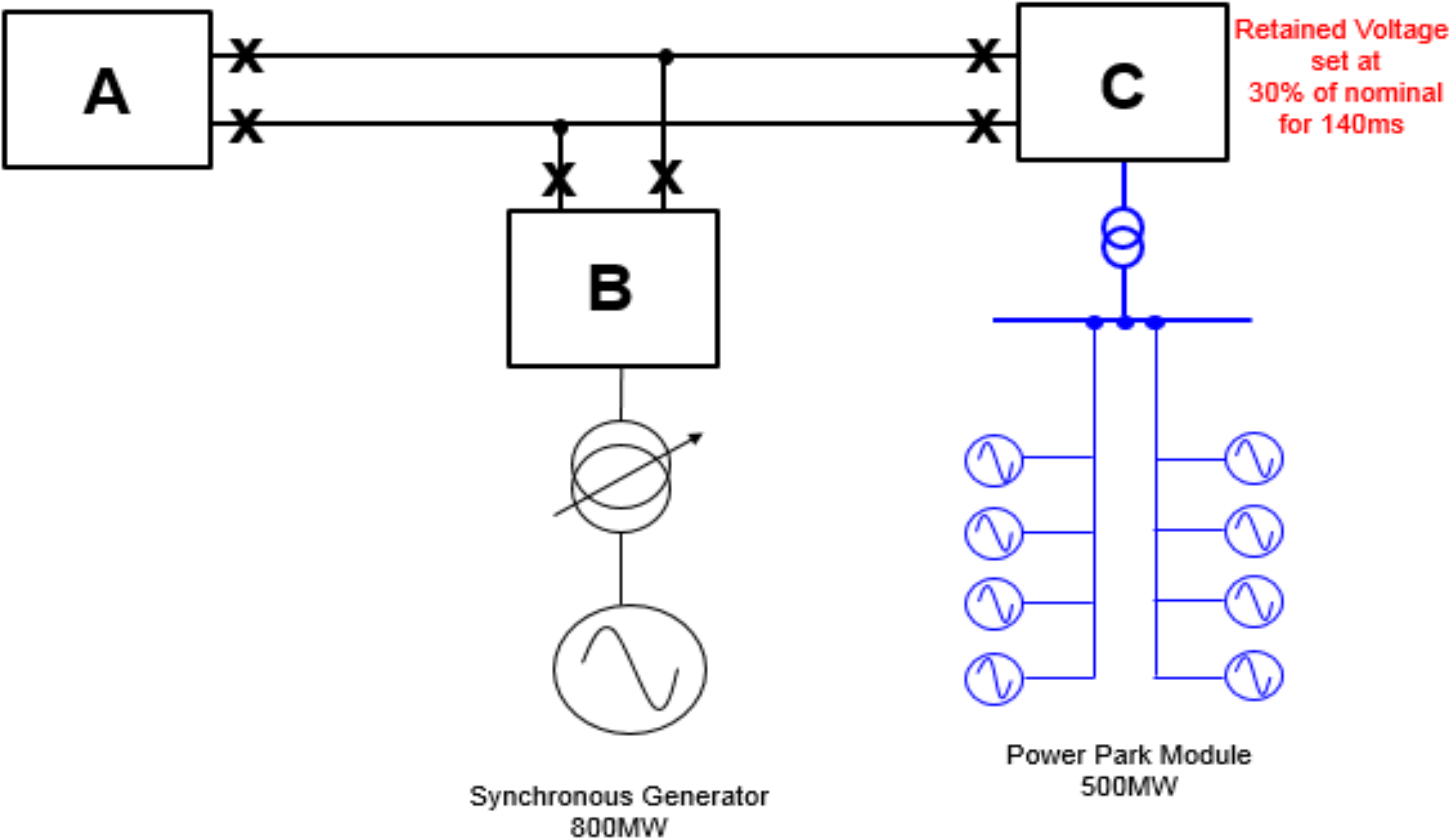 A
C
Retained Voltage
set at
30% of nominal
for 140ms
X
X
X
X
X
X
B
Power Park Module
500MW
Synchronous Generator
800MW